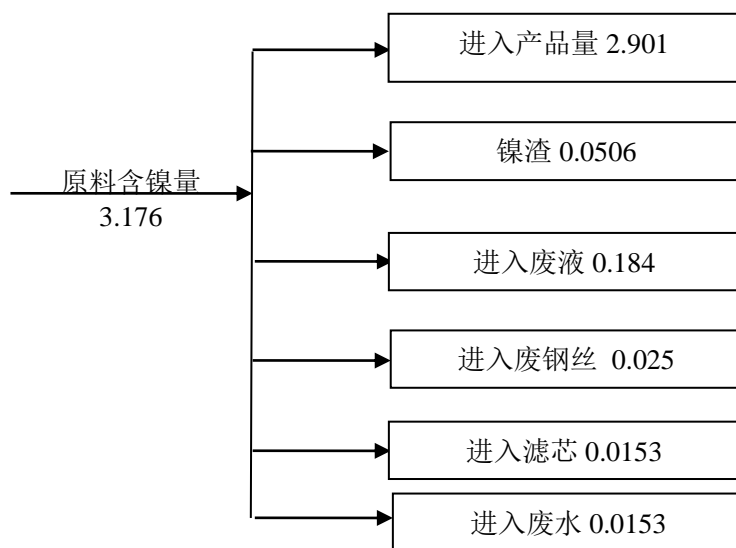 进入产品量 2.901
镍渣 0.0506
原料含镍量
3.176
进入废液 0.184
进入废钢丝 0.025
进入滤芯 0.0153
进入废水 0.0153